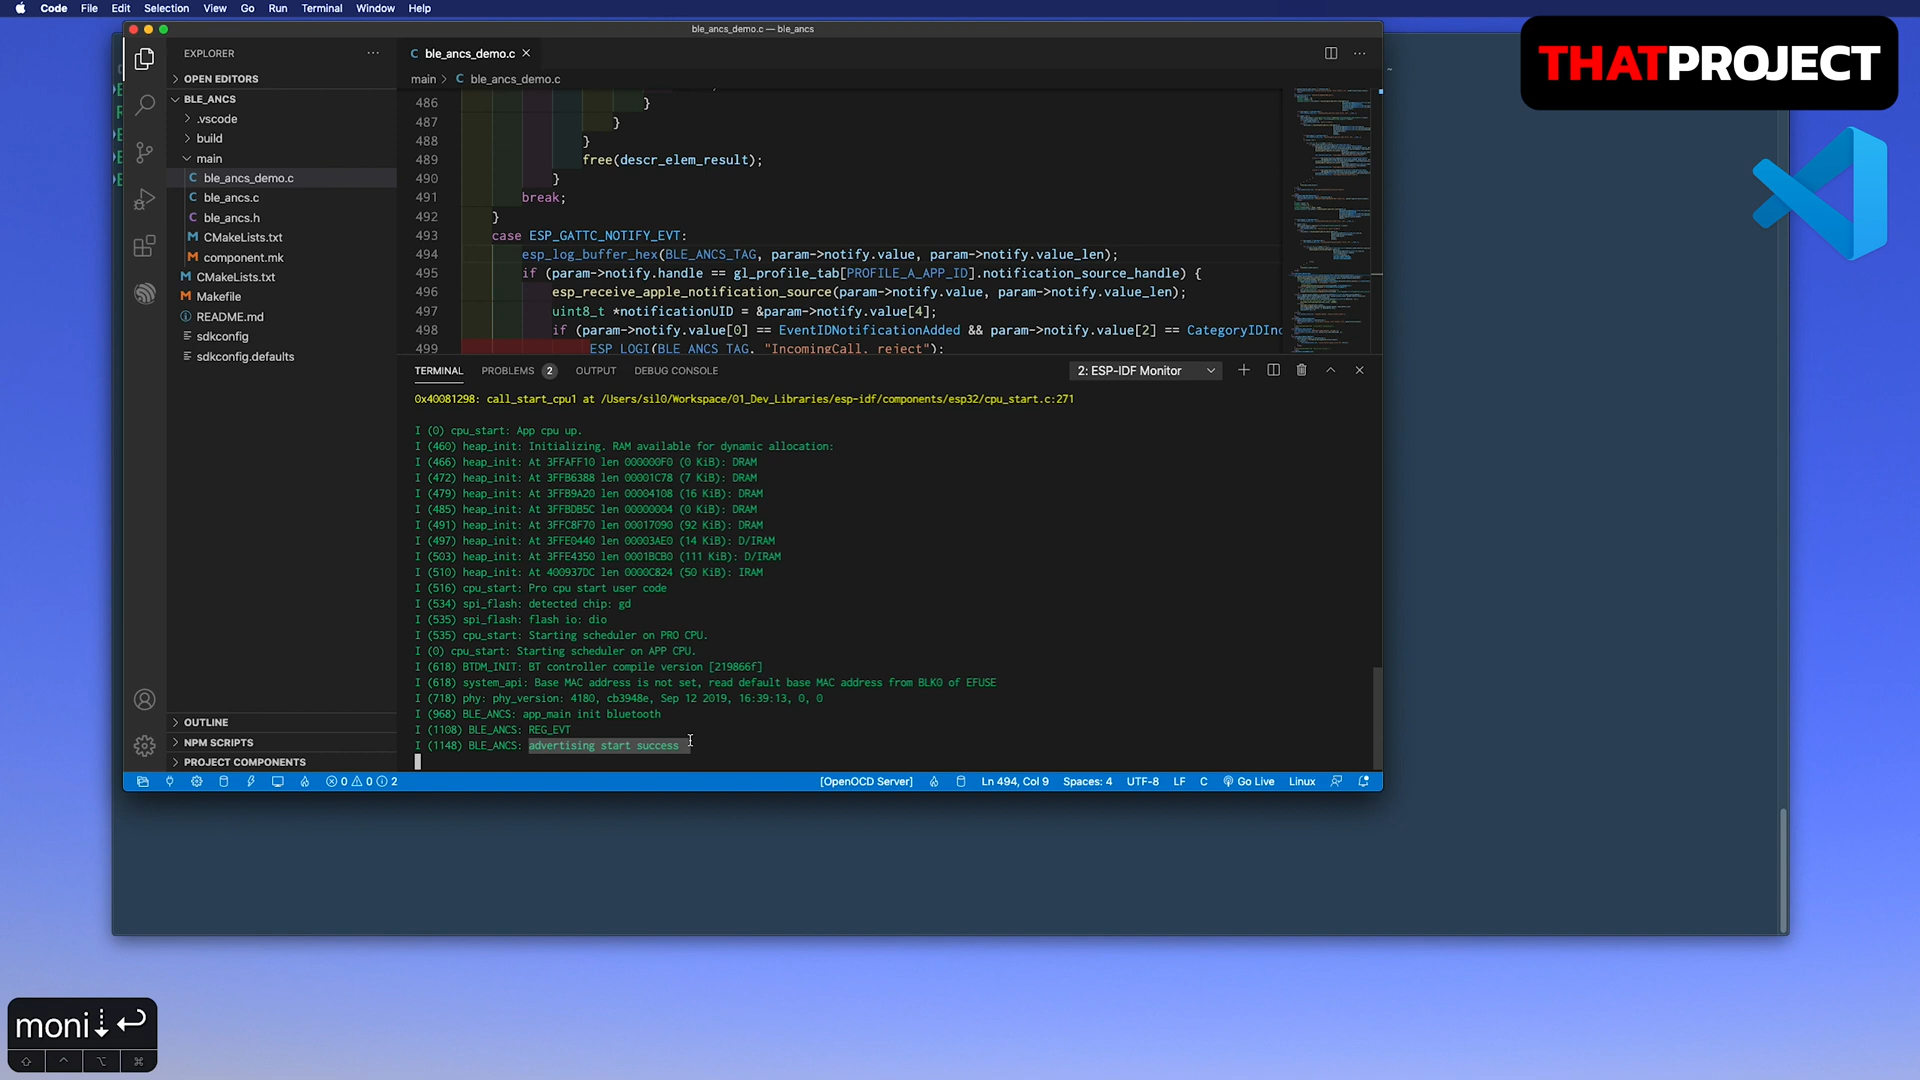 Code File Edit Selection View Go Run Terminal Window Help
ble_ancs_demo.c — ble_ancs
THATPROJECT
EXPLORER
OPEN EDITORS
BLE_ANCS
.vscode
build
main
C ble_ancs_demo.c
C ble_ancs.c
C ble_ancs.h
M CMakeLists.txt
M component.mk
M CMakeLists.txt
M Makefile
README.md
sdkconfig
sdkconfig.defaults
OUTLINE
NPM SCRIPTS
PROJECT COMPONENTS
C ble_ancs_demo.c
main > C ble_ancs_demo.c
486 }
487 }
488 }
489 free(descr_elem_result);
490 }
491 break;
492 }
493 case ESP_GATTC_NOTIFY_EVT:
494 esp_log_buffer_hex(BLE_ANCS_TAG, param->notify.value, param->notify.value_len);
495 if (param->notify.handle == gl_profile_tab[PROFILE_A_APP_ID].notification_source_handle) {
496 esp_receive_apple_notification_source(param->notify.value, param->notify.value_len);
497 uint8_t *notificationUID = &param->notify.value[4];
498 if (param->notify.value[0] == EventIDNotificationAdded && param->notify.value[2] == CategoryIDInc
499 ESP_LOGI(BLE_ANCS_TAG, "IncomingCall, reject");
TERMINAL PROBLEMS 2 OUTPUT DEBUG CONSOLE 2: ESP-IDF Monitor
0x40081298: call_start_cpu1 at /Users/sil0/Workspace/01_Dev_Libraries/esp-idf/components/esp32/cpu_start.c:271
I (0) cpu_start: App cpu up.
I (460) heap_init: Initializing. RAM available for dynamic allocation:
I (466) heap_init: At 3FFAFF10 len 000000F0 (0 KiB): DRAM
I (472) heap_init: At 3FFB6388 len 00001C78 (7 KiB): DRAM
I (479) heap_init: At 3FFB9A20 len 00004108 (16 KiB): DRAM
I (485) heap_init: At 3FFBDB5C len 00000004 (0 KiB): DRAM
I (491) heap_init: At 3FFC8F70 len 00017090 (92 KiB): DRAM
I (497) heap_init: At 3FFE0440 len 00003AE0 (14 KiB): D/IRAM
I (503) heap_init: At 3FFE4350 len 0001BCB0 (111 KiB): D/IRAM
I (510) heap_init: At 400937DC len 0000C824 (50 KiB): IRAM
I (516) cpu_start: Pro cpu start user code
I (534) spi_flash: detected chip: gd
I (535) spi_flash: flash io: dio
I (535) cpu_start: Starting scheduler on PRO CPU.
I (0) cpu_start: Starting scheduler on APP CPU.
I (618) BTDM_INIT: BT controller compile version [219866f]
I (618) system_api: Base MAC address is not set, read default base MAC address from BLK0 of EFUSE
I (718) phy: phy_version: 4180, cb3948e, Sep 12 2019, 16:39:13, 0, 0
I (968) BLE_ANCS: app_main init bluetooth
I (1108) BLE_ANCS: REG_EVT
I (1148) BLE_ANCS: advertising start success
0 0 2 [OpenOCD Server] Ln 494, Col 9 Spaces: 4 UTF-8 LF C Go Live Linux
moni